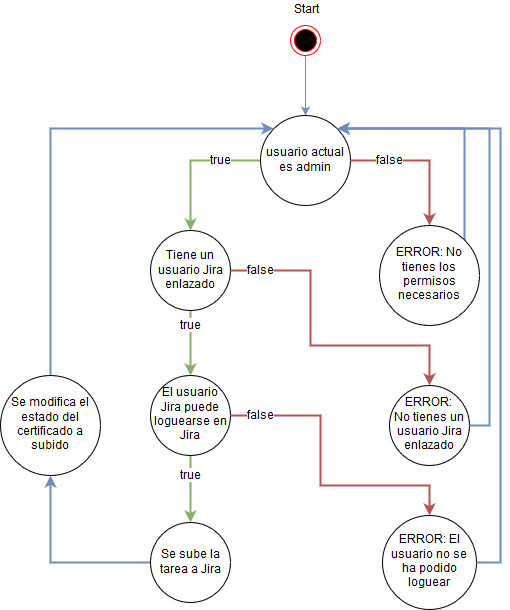 Start
usuario actual
es admin
true
false
Tiene un
usuario Jira
enlazado
ERROR: No
tienes los
permisos
necesarios
false
true
Se modifica el
estado del
certificado a
subido
El usuario
Jira puede
loguearse en
Jira
ERROR:
No tienes un
usuario Jira
enlazado
false
true
Se sube la
tarea a Jira
ERROR: El
usuario no se
ha podido
loguear